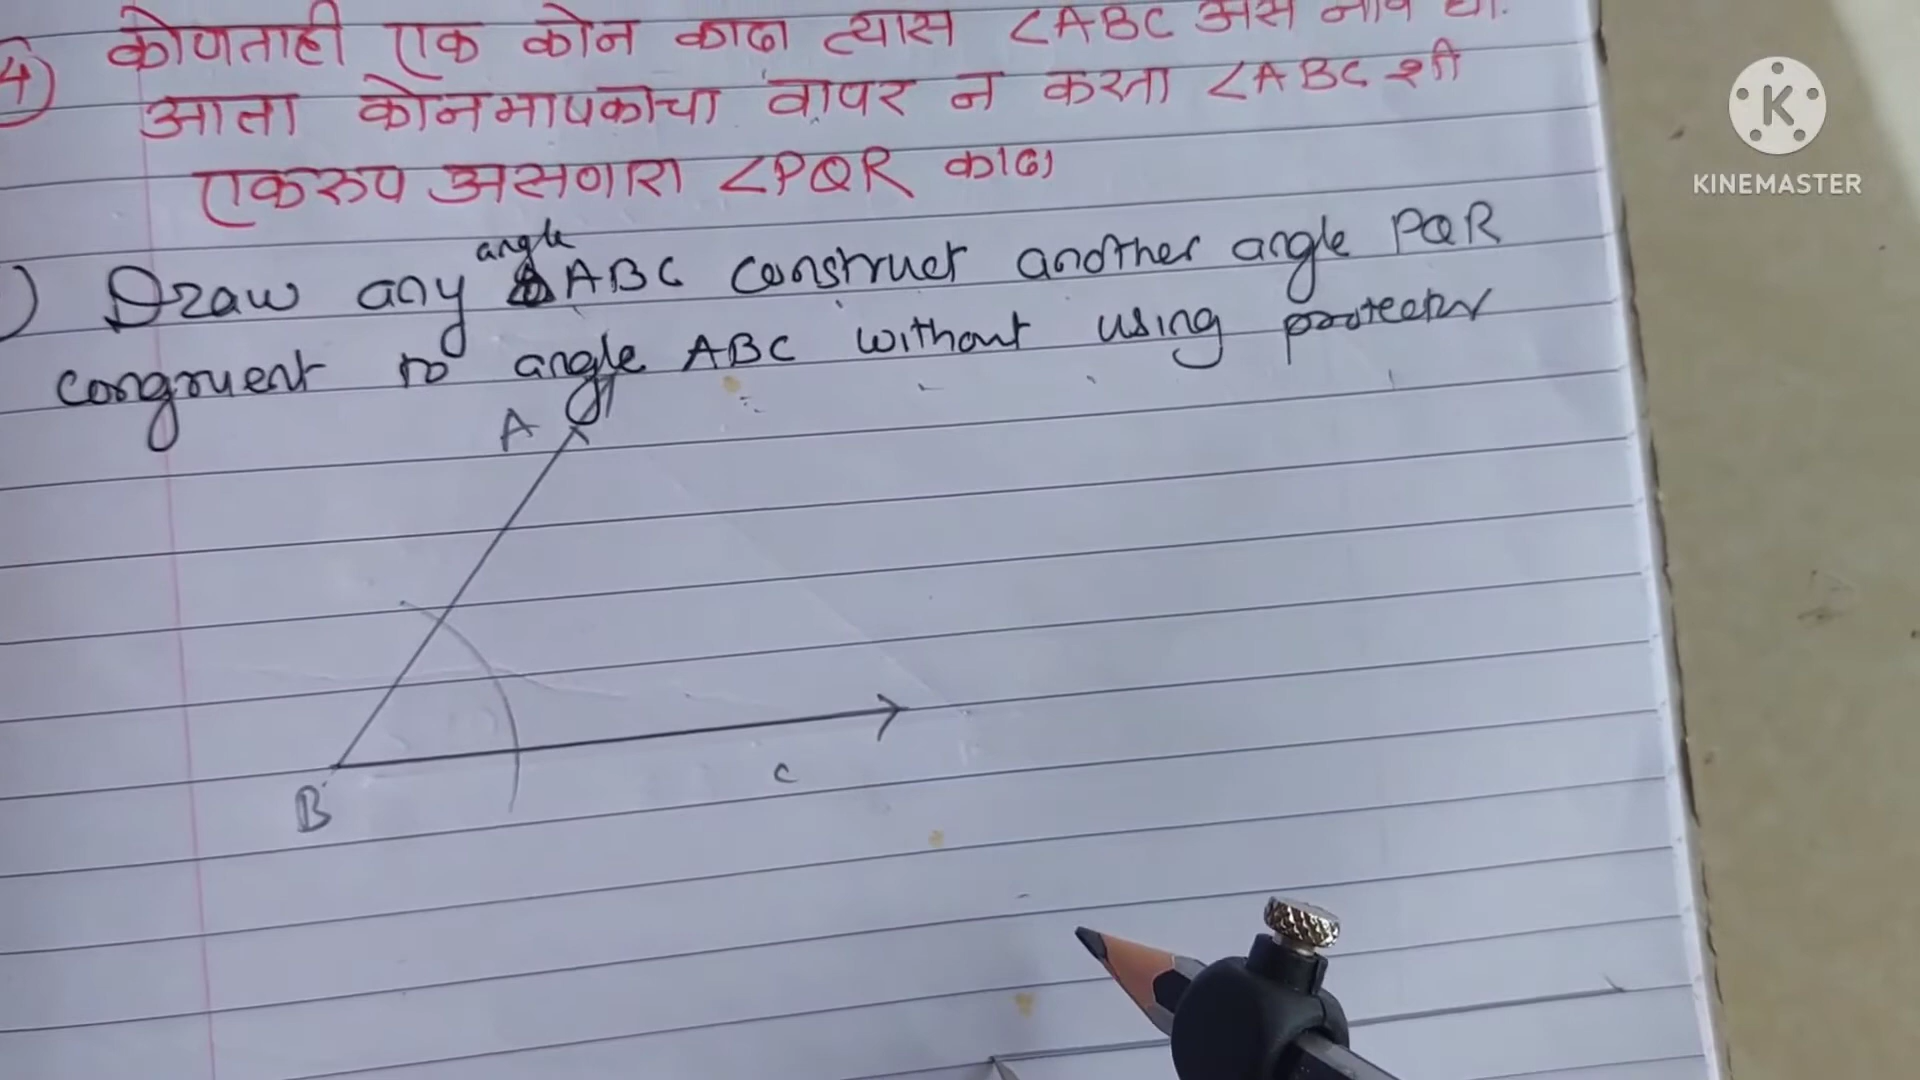 4) कोणताही एक कोन काढा त्यास <ABC असे नाव द्या.
आता कोनमापकाचा वापर न करता <ABC शी
एकरुप असणारा <PQR काढा
K
KINEMASTER
) Draw any angle ABC construct another angle PQR
congruent to angle ABC without using protector
A
B
C